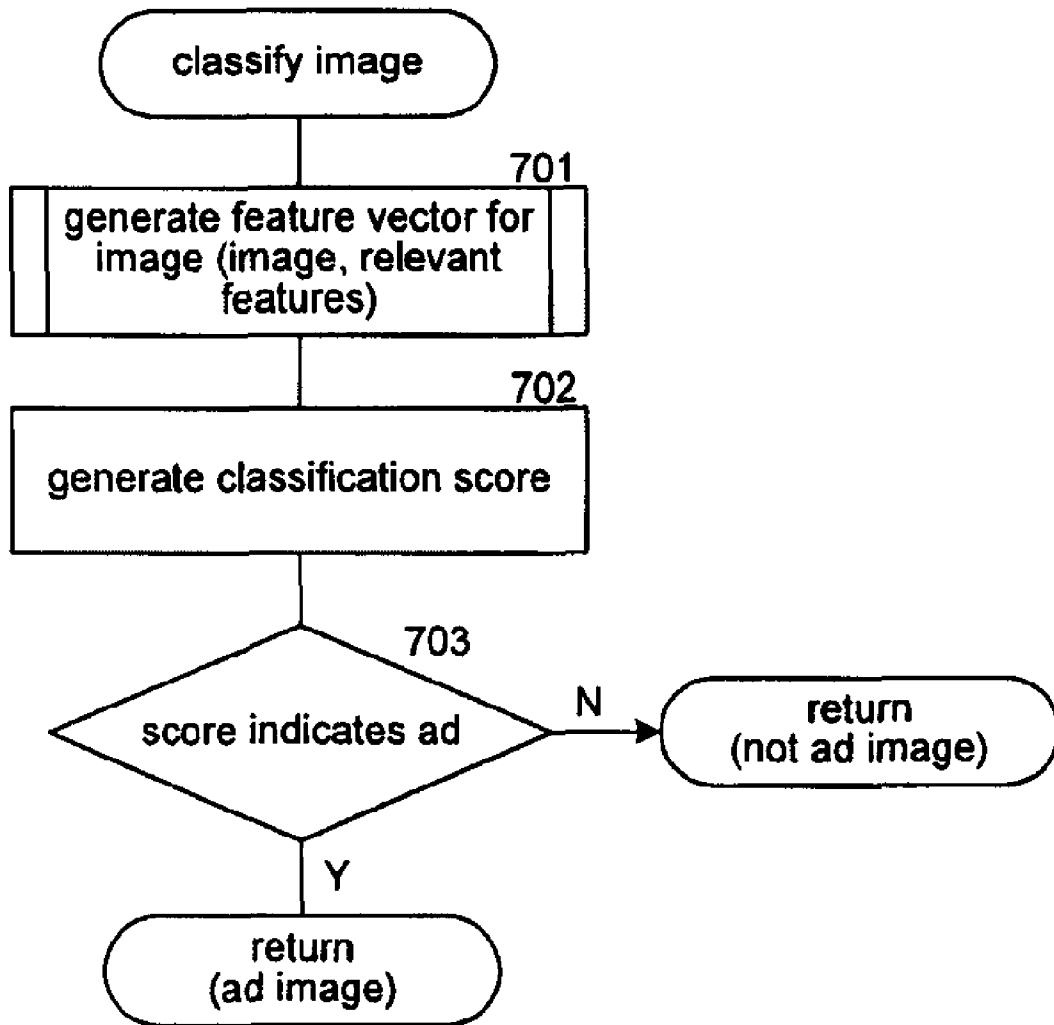 classify image
701
generate feature vector for
image (image, relevant
features)
702
generate classification score
703
score indicates ad
N
return
(not ad image)
Y
return
(ad image)